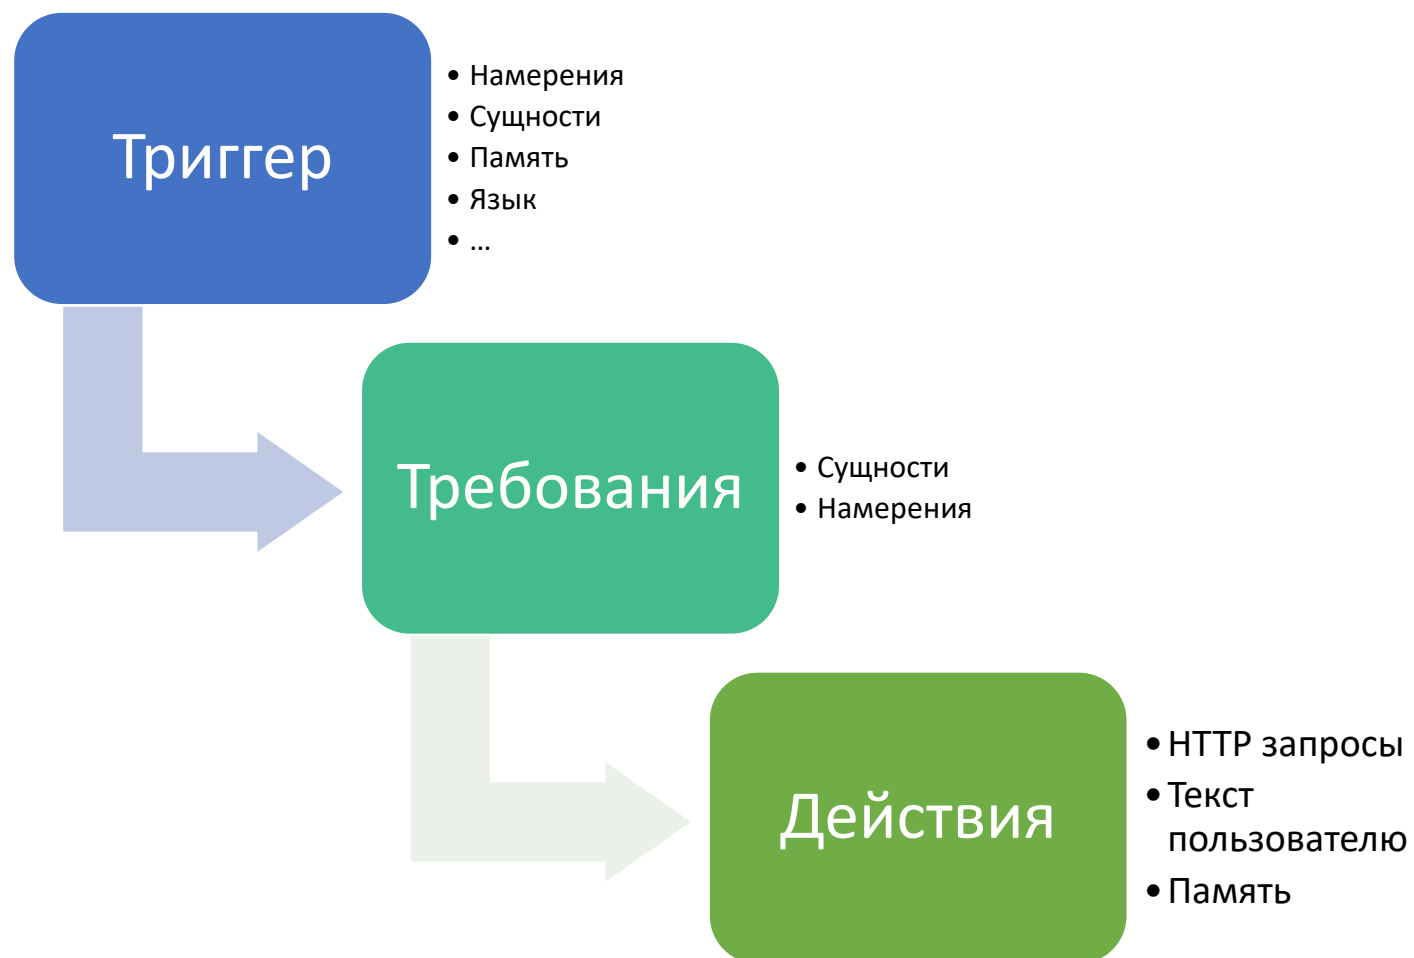 Триггер
• Намерения
• Сущности
• Память
• Язык
• ...
Требования
• Сущности
• Намерения
Действия
• HTTP запросы
• Текст
пользователю
• Память